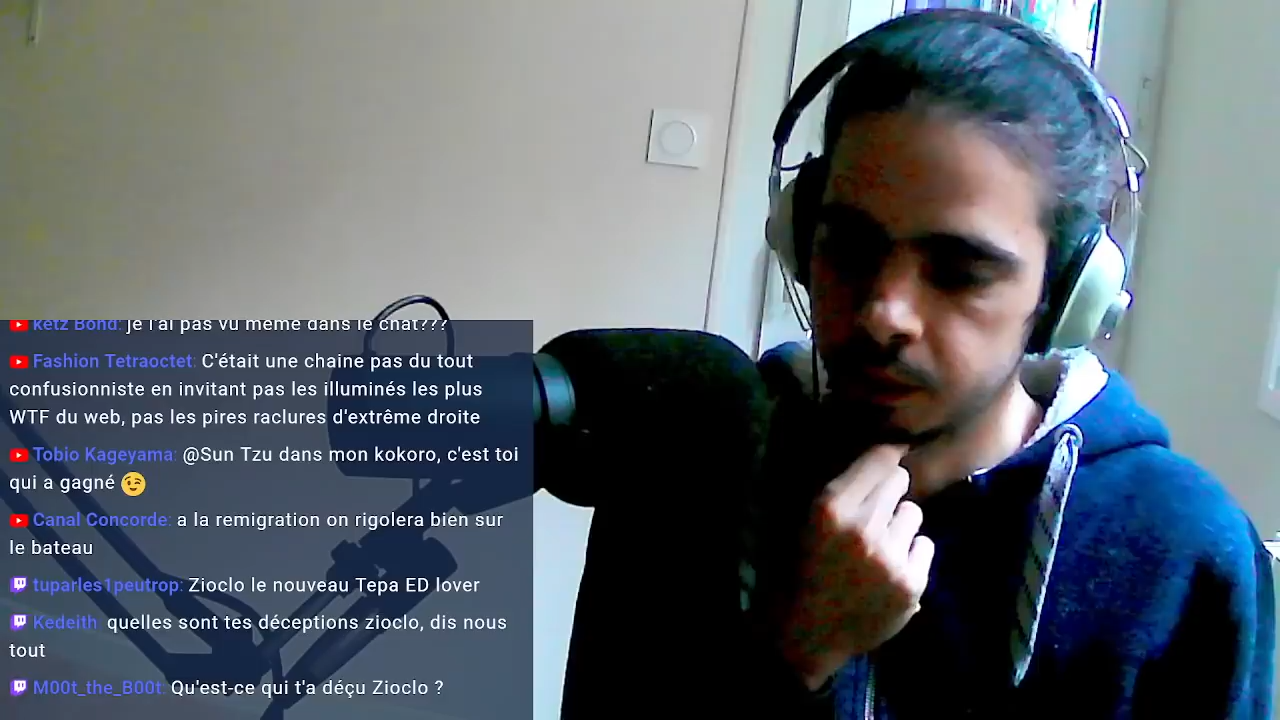 ketz Bond: je l'ai pas vu meme dans le chat???
Fashion Tetraoctet: C'était une chaine pas du tout
confusionniste en invitant pas les illuminés les plus
WTF du web, pas les pires raclures d'extrême droite
Tobio Kageyama: @Sun Tzu dans mon kokoro, c'est toi
qui a gagné 😉
Canal Concorde: a la remigration on rigolera bien sur
le bateau
tuparles1peutrop: Zioclo le nouveau Tepa ED lover
Kedeith quelles sont tes déceptions zioclo, dis nous
tout
M00t_the_B00t: Qu'est-ce qui t'a déçu Zioclo ?